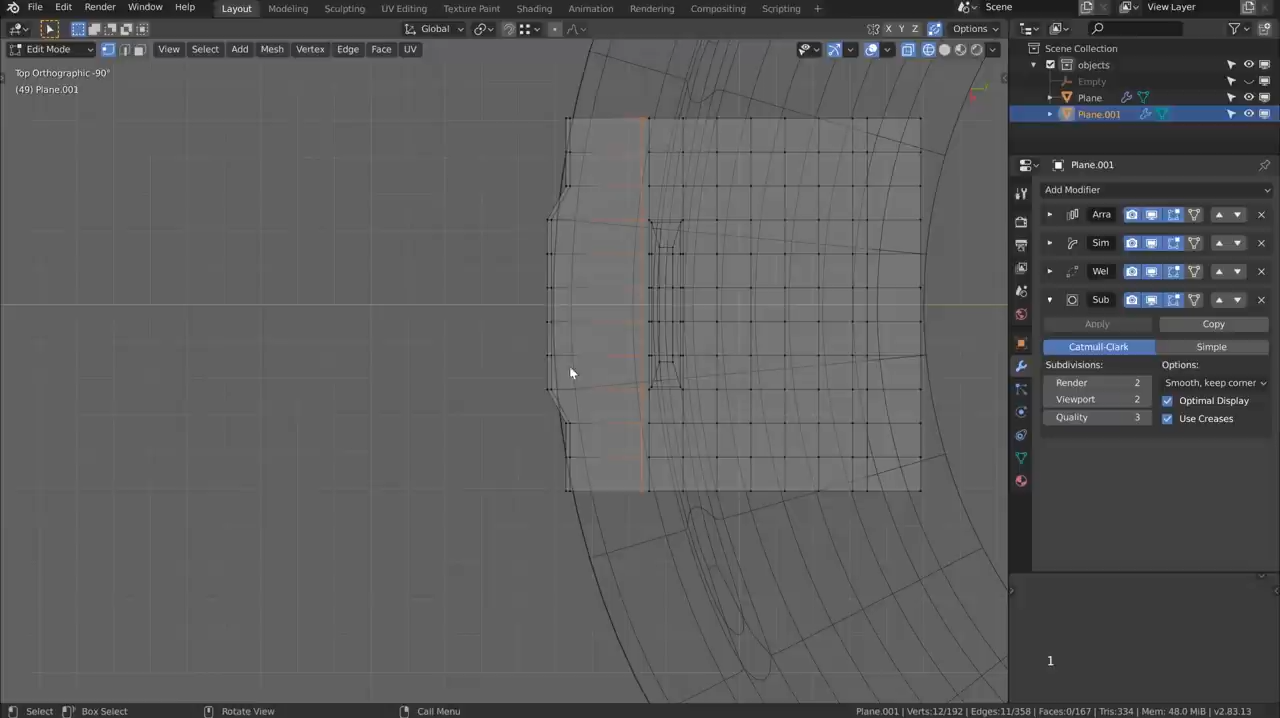 File Edit Render Window Help Layout Modeling Sculpting UV Editing Texture Paint Shading Animation Rendering Compositing Scripting + Scene View Layer
Global X Y Z Options
Edit Mode View Select Add Mesh Vertex Edge Face UV
Top Orthographic -90°
(49) Plane.001
Scene Collection
objects
Empty
Plane
Plane.001
Plane.001
Add Modifier
Arra
Sim
Wel
Sub
Apply Copy
Catmull-Clark Simple
Subdivisions: Options:
Render 2 Smooth, keep corner
Viewport 2 Optimal Display
Quality 3 Use Creases
1
Select Box Select Rotate View Call Menu Plane.001 | Verts:12/192 | Edges:11/358 | Faces:0/167 | Tris:334 | Mem: 48.0 MiB | v2.83.13